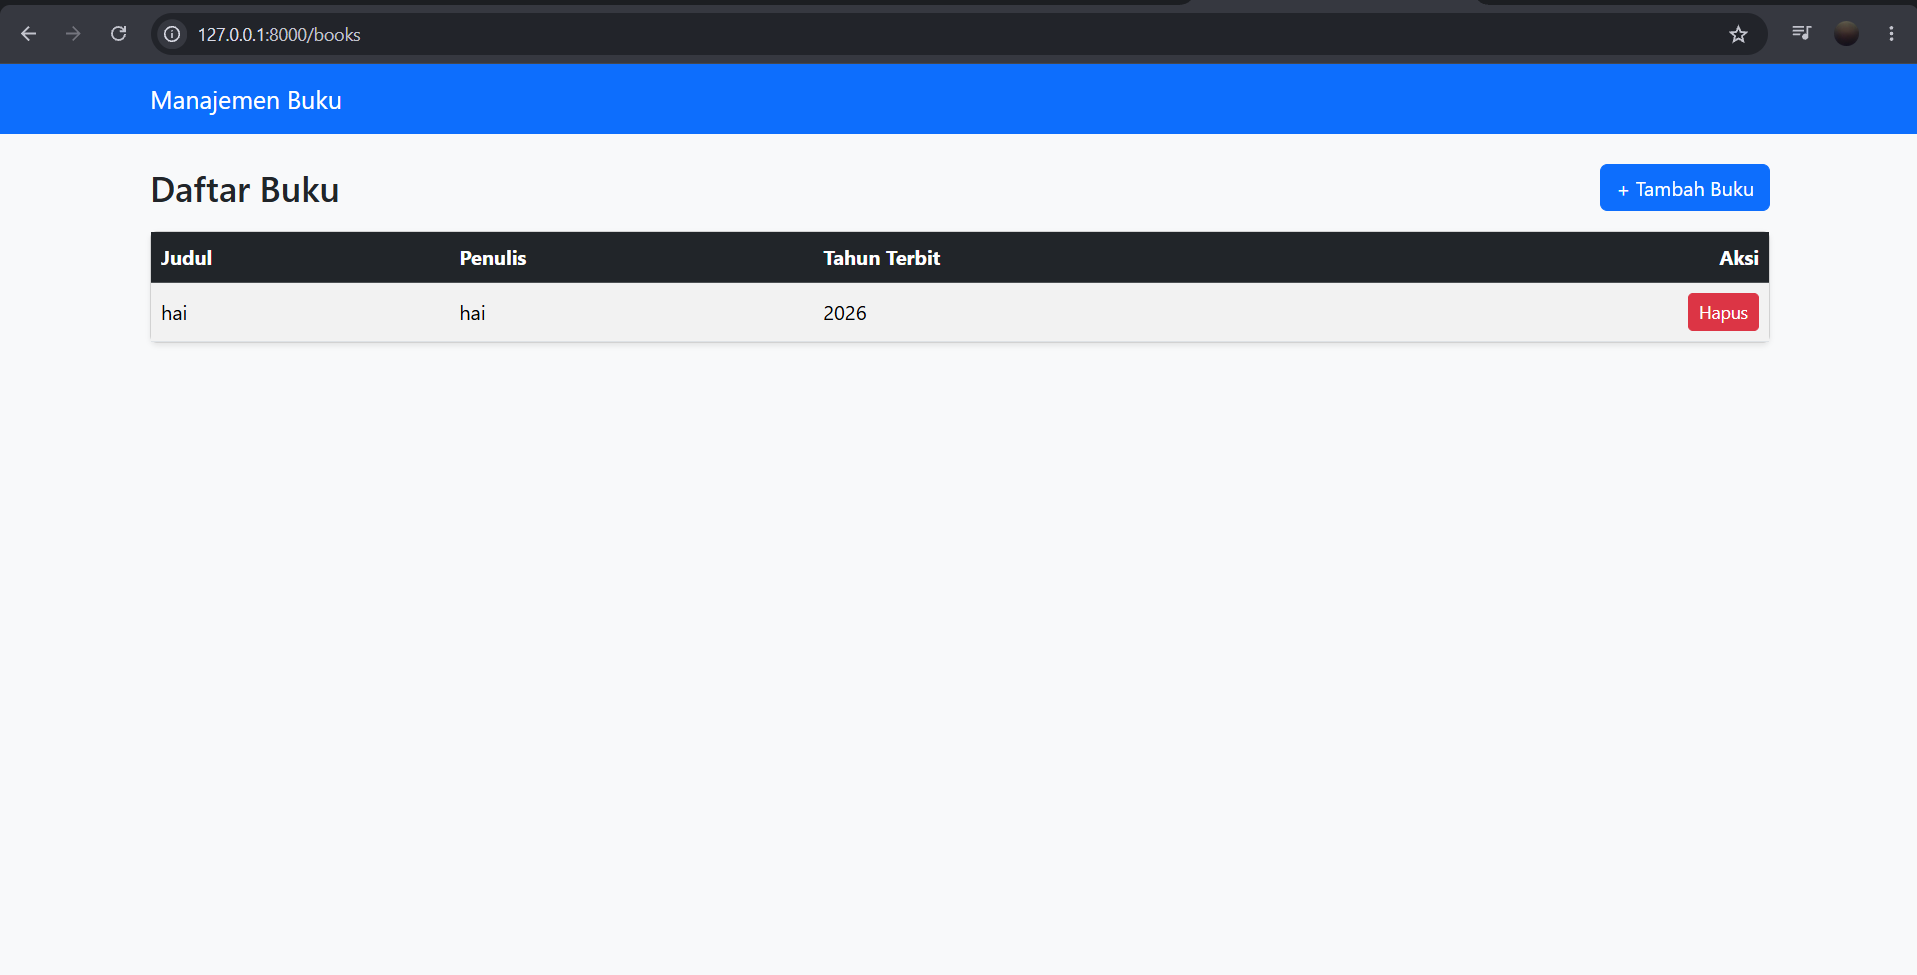 127.0.0.1:8000/books
Manajemen Buku
Daftar Buku
+ Tambah Buku
Judul Penulis Tahun Terbit Aksi
hai hai 2026 Hapus